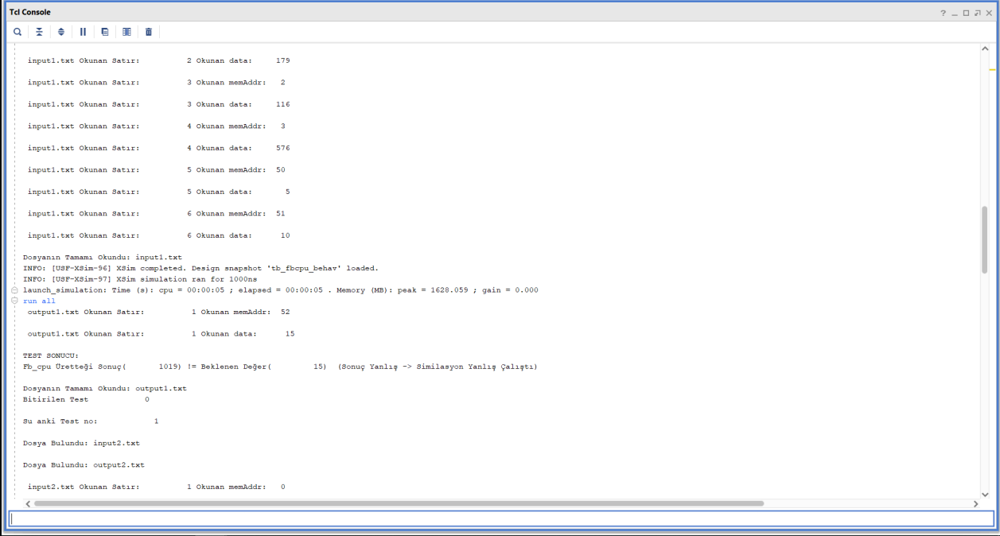 Tcl Console
input1.txt Okunan Satır: 2 Okunan data: 179
input1.txt Okunan Satır: 3 Okunan memAddr: 2
input1.txt Okunan Satır: 3 Okunan data: 116
input1.txt Okunan Satır: 4 Okunan memAddr: 3
input1.txt Okunan Satır: 4 Okunan data: 576
input1.txt Okunan Satır: 5 Okunan memAddr: 50
input1.txt Okunan Satır: 5 Okunan data: 5
input1.txt Okunan Satır: 6 Okunan memAddr: 51
input1.txt Okunan Satır: 6 Okunan data: 10
Dosyanın Tamamı Okundu: input1.txt
INFO: [USF-XSim-96] XSim completed. Design snapshot 'tb_fbcpu_behav' loaded.
INFO: [USF-XSim-97] XSim simulation ran for 1000ns
launch_simulation: Time (s): cpu = 00:00:05 ; elapsed = 00:00:05 . Memory (MB): peak = 1628.059 ; gain = 0.000
run all
output1.txt Okunan Satır: 1 Okunan memAddr: 52
output1.txt Okunan Satır: 1 Okunan data: 15
TEST SONUCU:
Fb_cpu Üretteği Sonuç( 1019) != Beklenen Değer( 15) (Sonuç Yanlış -> Similasyon Yanlış Çalıştı)
Dosyanın Tamamı Okundu: output1.txt
Bitirilen Test 0
Su anki Test no: 1
Dosya Bulundu: input2.txt
Dosya Bulundu: output2.txt
input2.txt Okunan Satır: 1 Okunan memAddr: 0